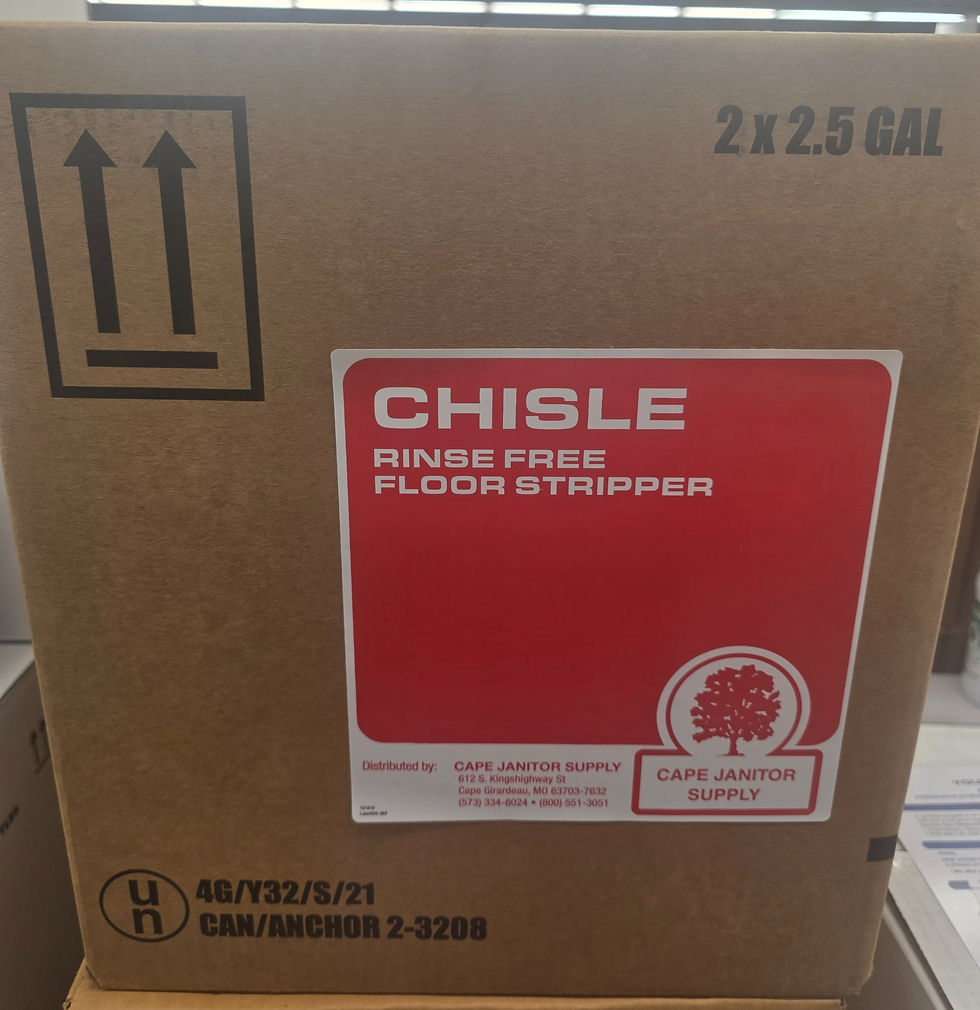 2 x 2.5 GAL
CHISLE
RINSE FREE
FLOOR STRIPPER
Distributed by: CAPE JANITOR SUPPLY
612 S. Kingshighway St
Cape Girardeau, MO 63703-7632
(573) 334-8024 • (800) 551-3051
CAPE JANITOR
SUPPLY
un
4G/Y32/S/21
CAN/ANCHOR 2-3208